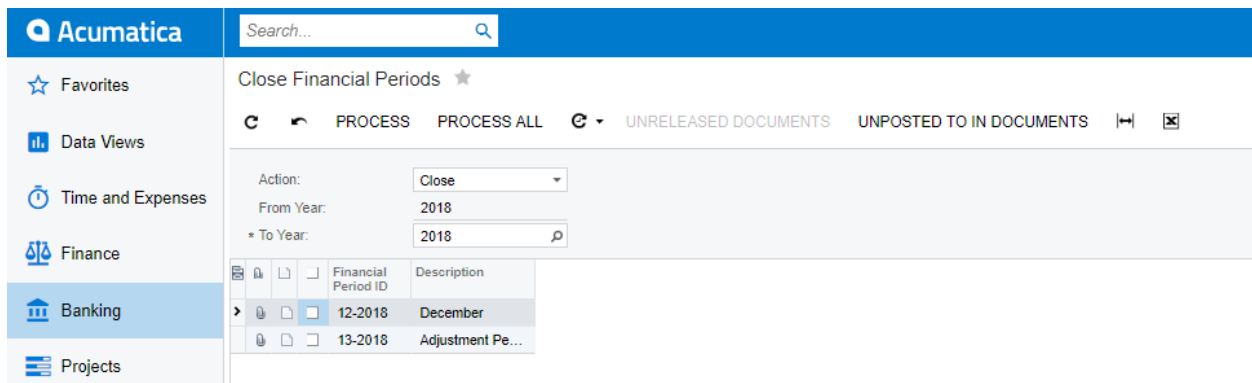 Acumatica
Search...
Favorites
Data Views
Time and Expenses
Finance
Banking
Projects
Close Financial Periods
PROCESS PROCESS ALL UNRELEASED DOCUMENTS UNPOSTED TO IN DOCUMENTS
Action: Close
From Year: 2018
* To Year: 2018
Financial Period ID Description
12-2018 December
13-2018 Adjustment Pe...